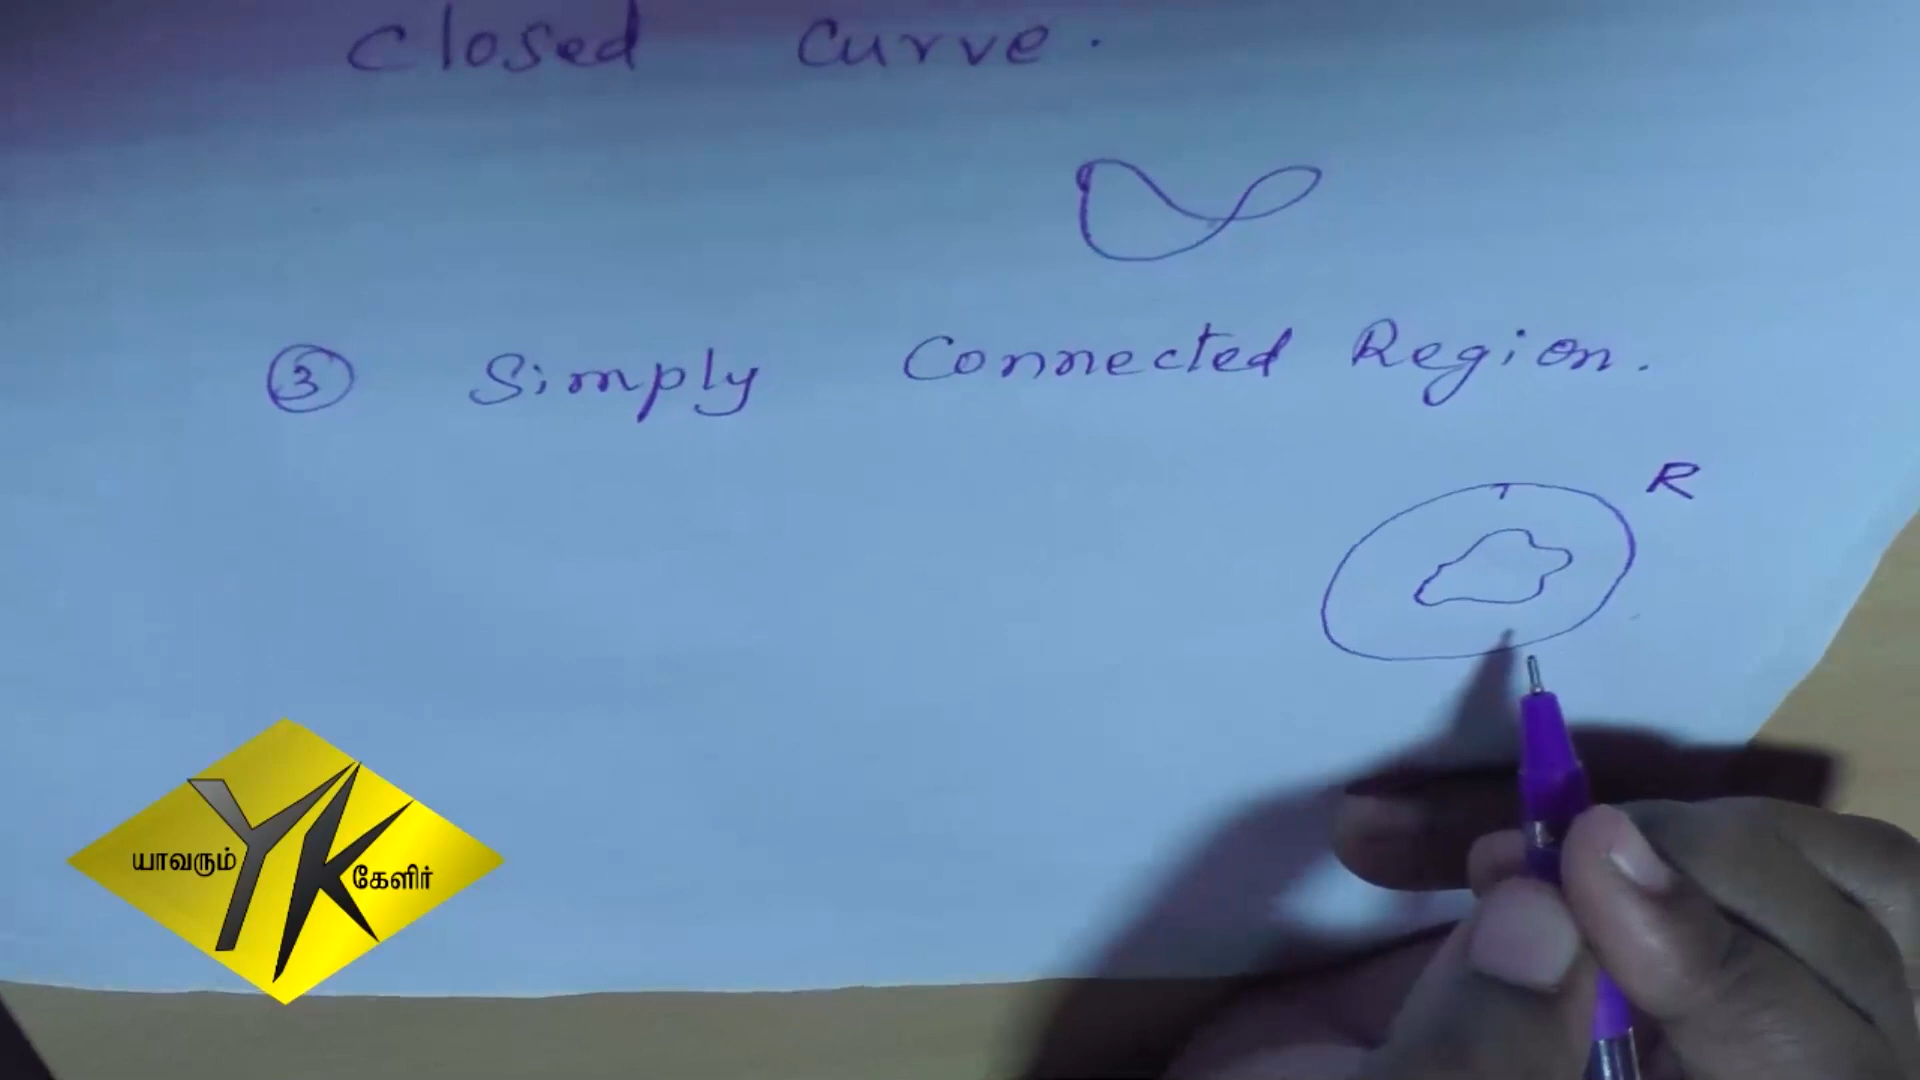 closed curve.
③ Simply Connected Region.
R
YK
யாவரும் கேளிர்